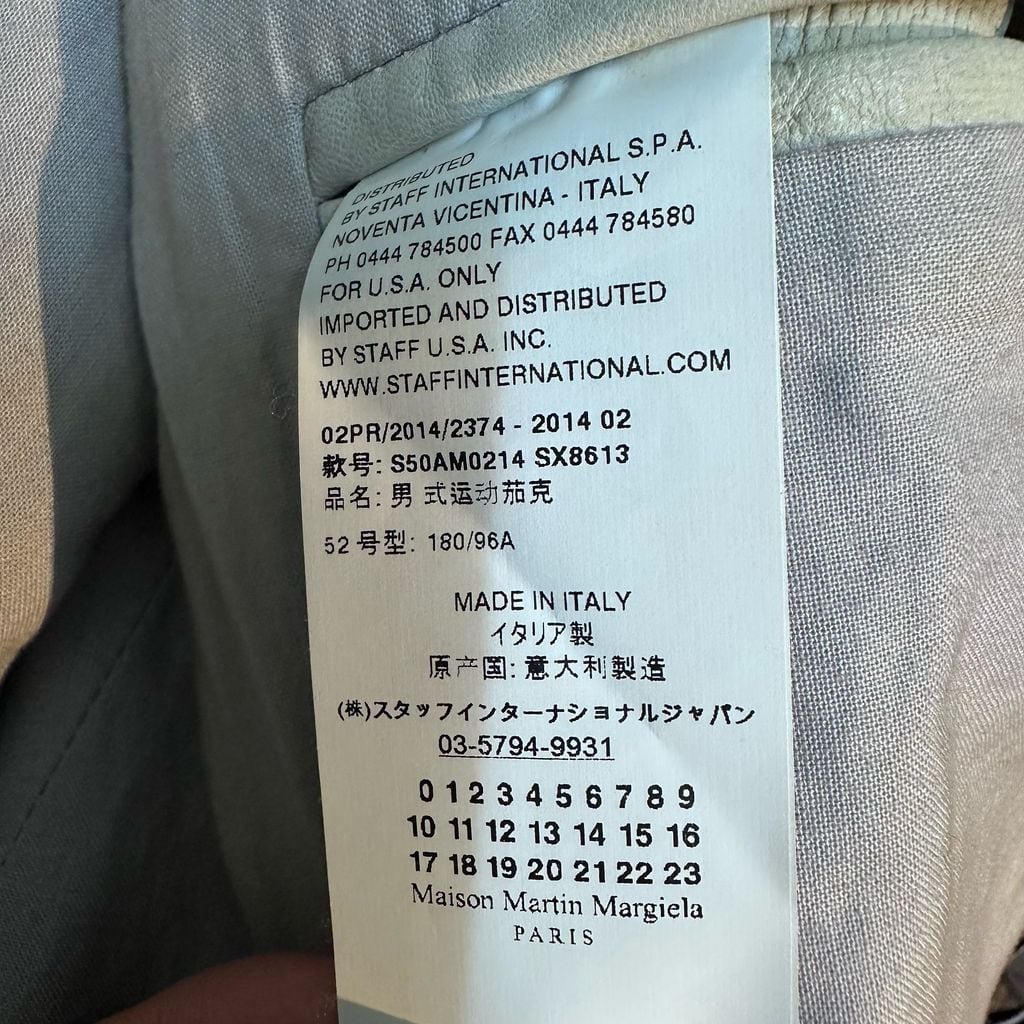 DISTRIBUTED
BY STAFF INTERNATIONAL S.P.A.
NOVENTA VICENTINA - ITALY
PH 0444 784500 FAX 0444 784580
FOR U.S.A. ONLY
IMPORTED AND DISTRIBUTED
BY STAFF U.S.A. INC.
WWW.STAFFINTERNATIONAL.COM
02PR/2014/2374 - 2014 02
款号: S50AM0214 SX8613
品名: 男 式运动茄克
52 号型: 180/96A
MADE IN ITALY
イタリア製
原产国: 意大利製造
(株)スタッフインターナショナルジャパン
03-5794-9931
0 1 2 3 4 5 6 7 8 9
10 11 12 13 14 15 16
17 18 19 20 21 22 23
Maison Martin Margiela
PARIS